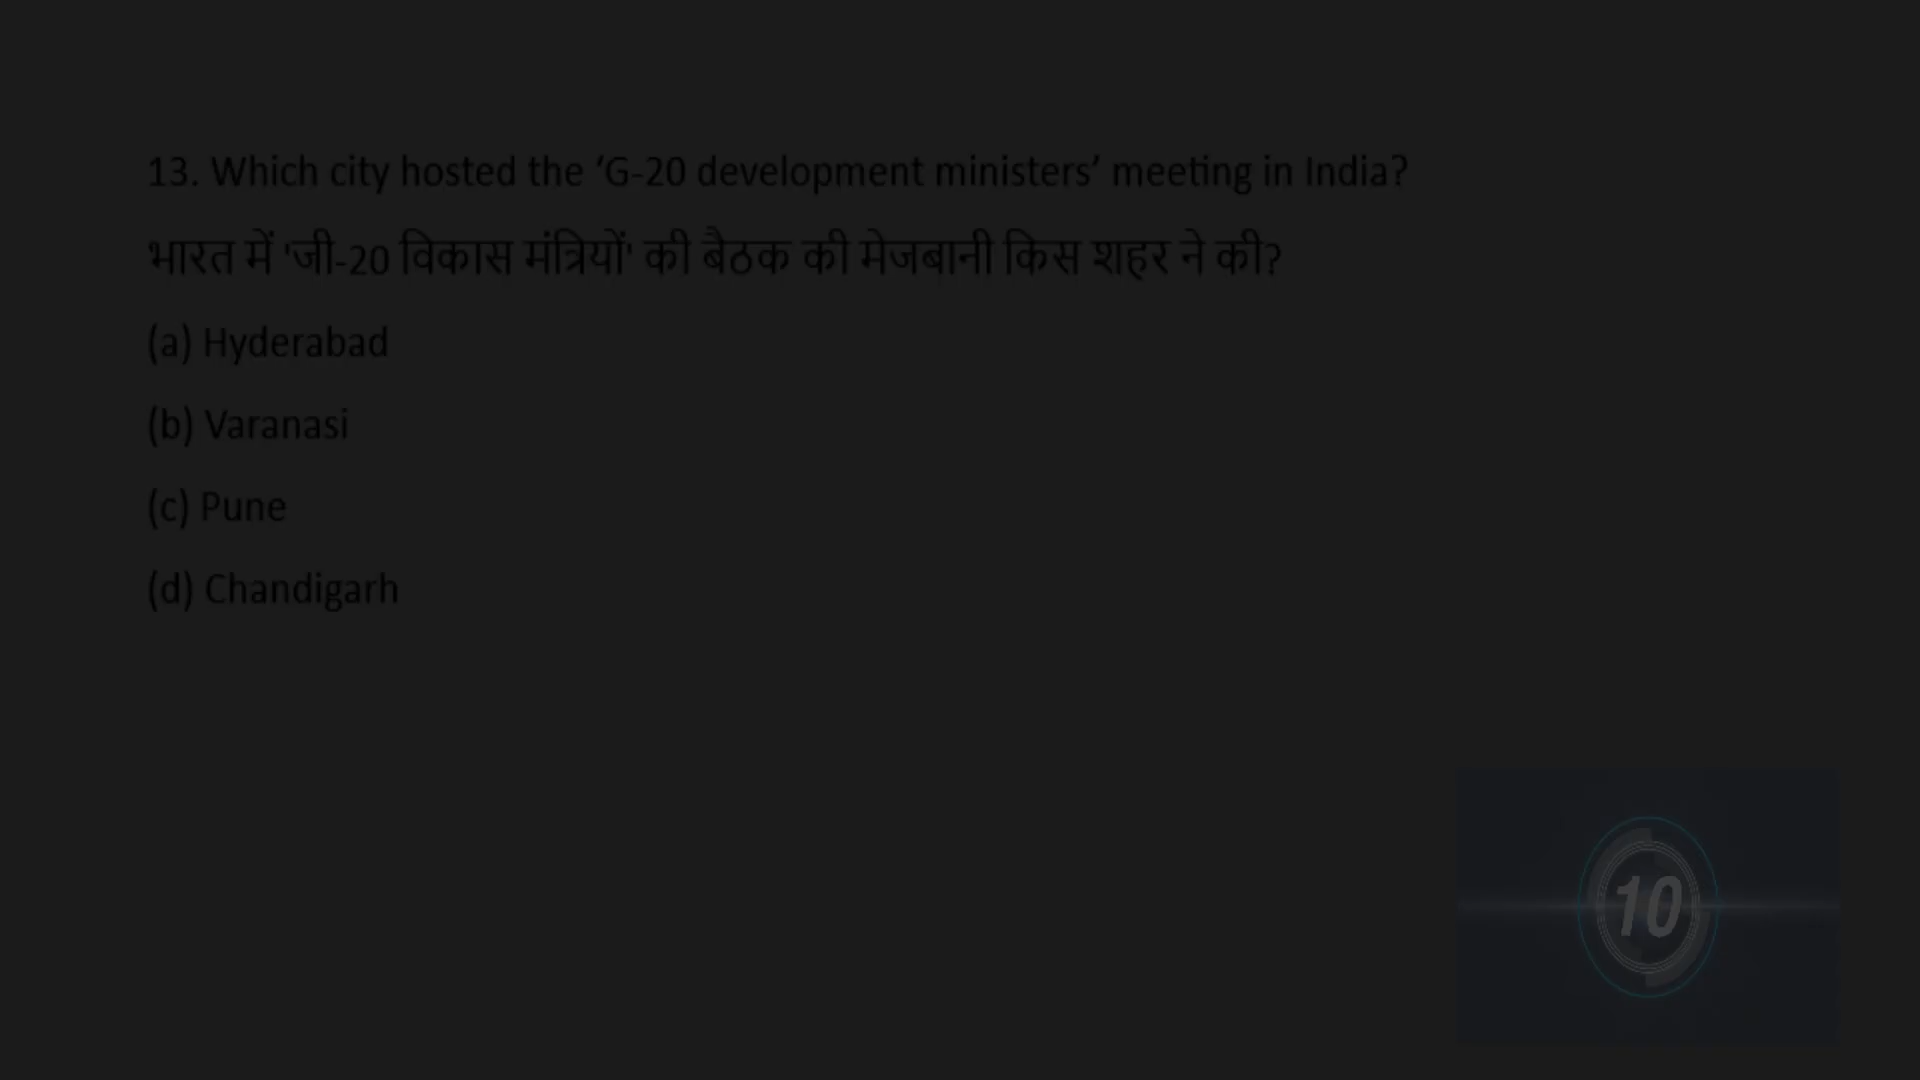 13. Which city hosted the ‘G-20 development ministers’ meeting in India?
भारत में 'जी-20 विकास मंत्रियों' की बैठक की मेजबानी किस शहर ने की?
(a) Hyderabad
(b) Varanasi
(c) Pune
(d) Chandigarh
10